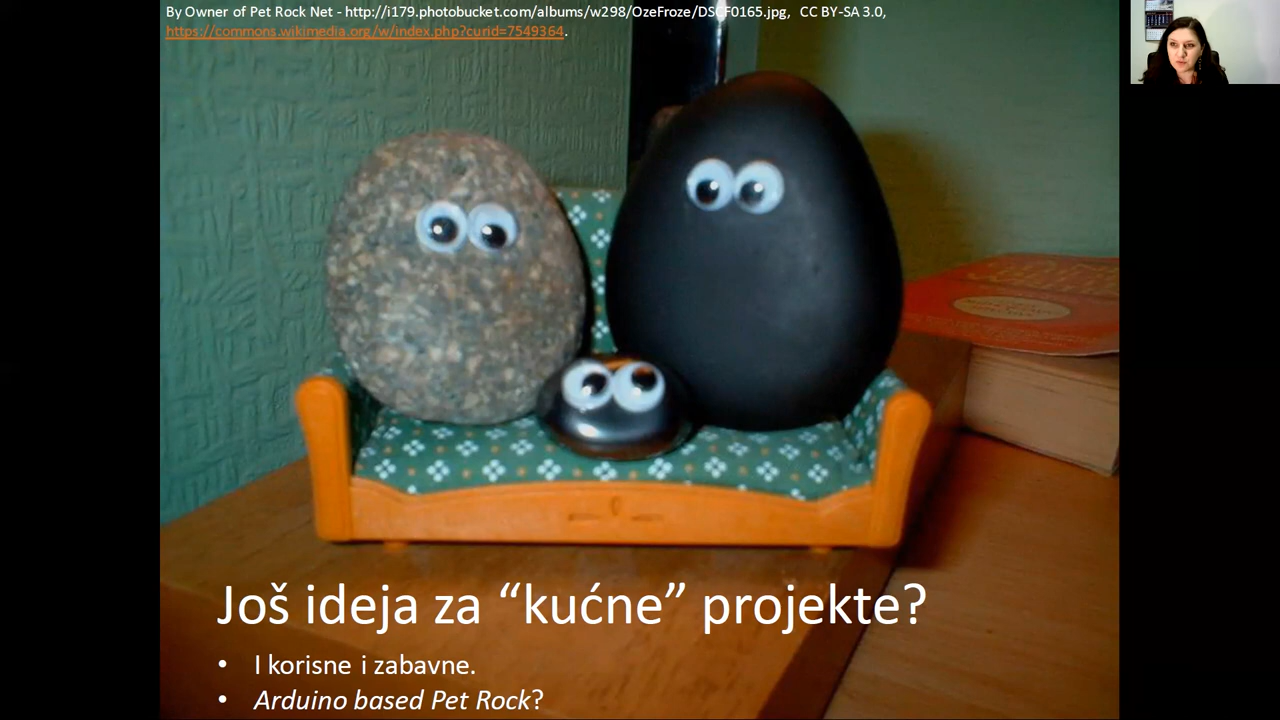 By Owner of Pet Rock Net - http://i179.photobucket.com/albums/w298/OzeFroze/DSCF0165.jpg, CC BY-SA 3.0,
https://commons.wikimedia.org/w/index.php?curid=7549364.
Još ideja za “kućne” projekte?
• I korisne i zabavne.
• Arduino based Pet Rock?